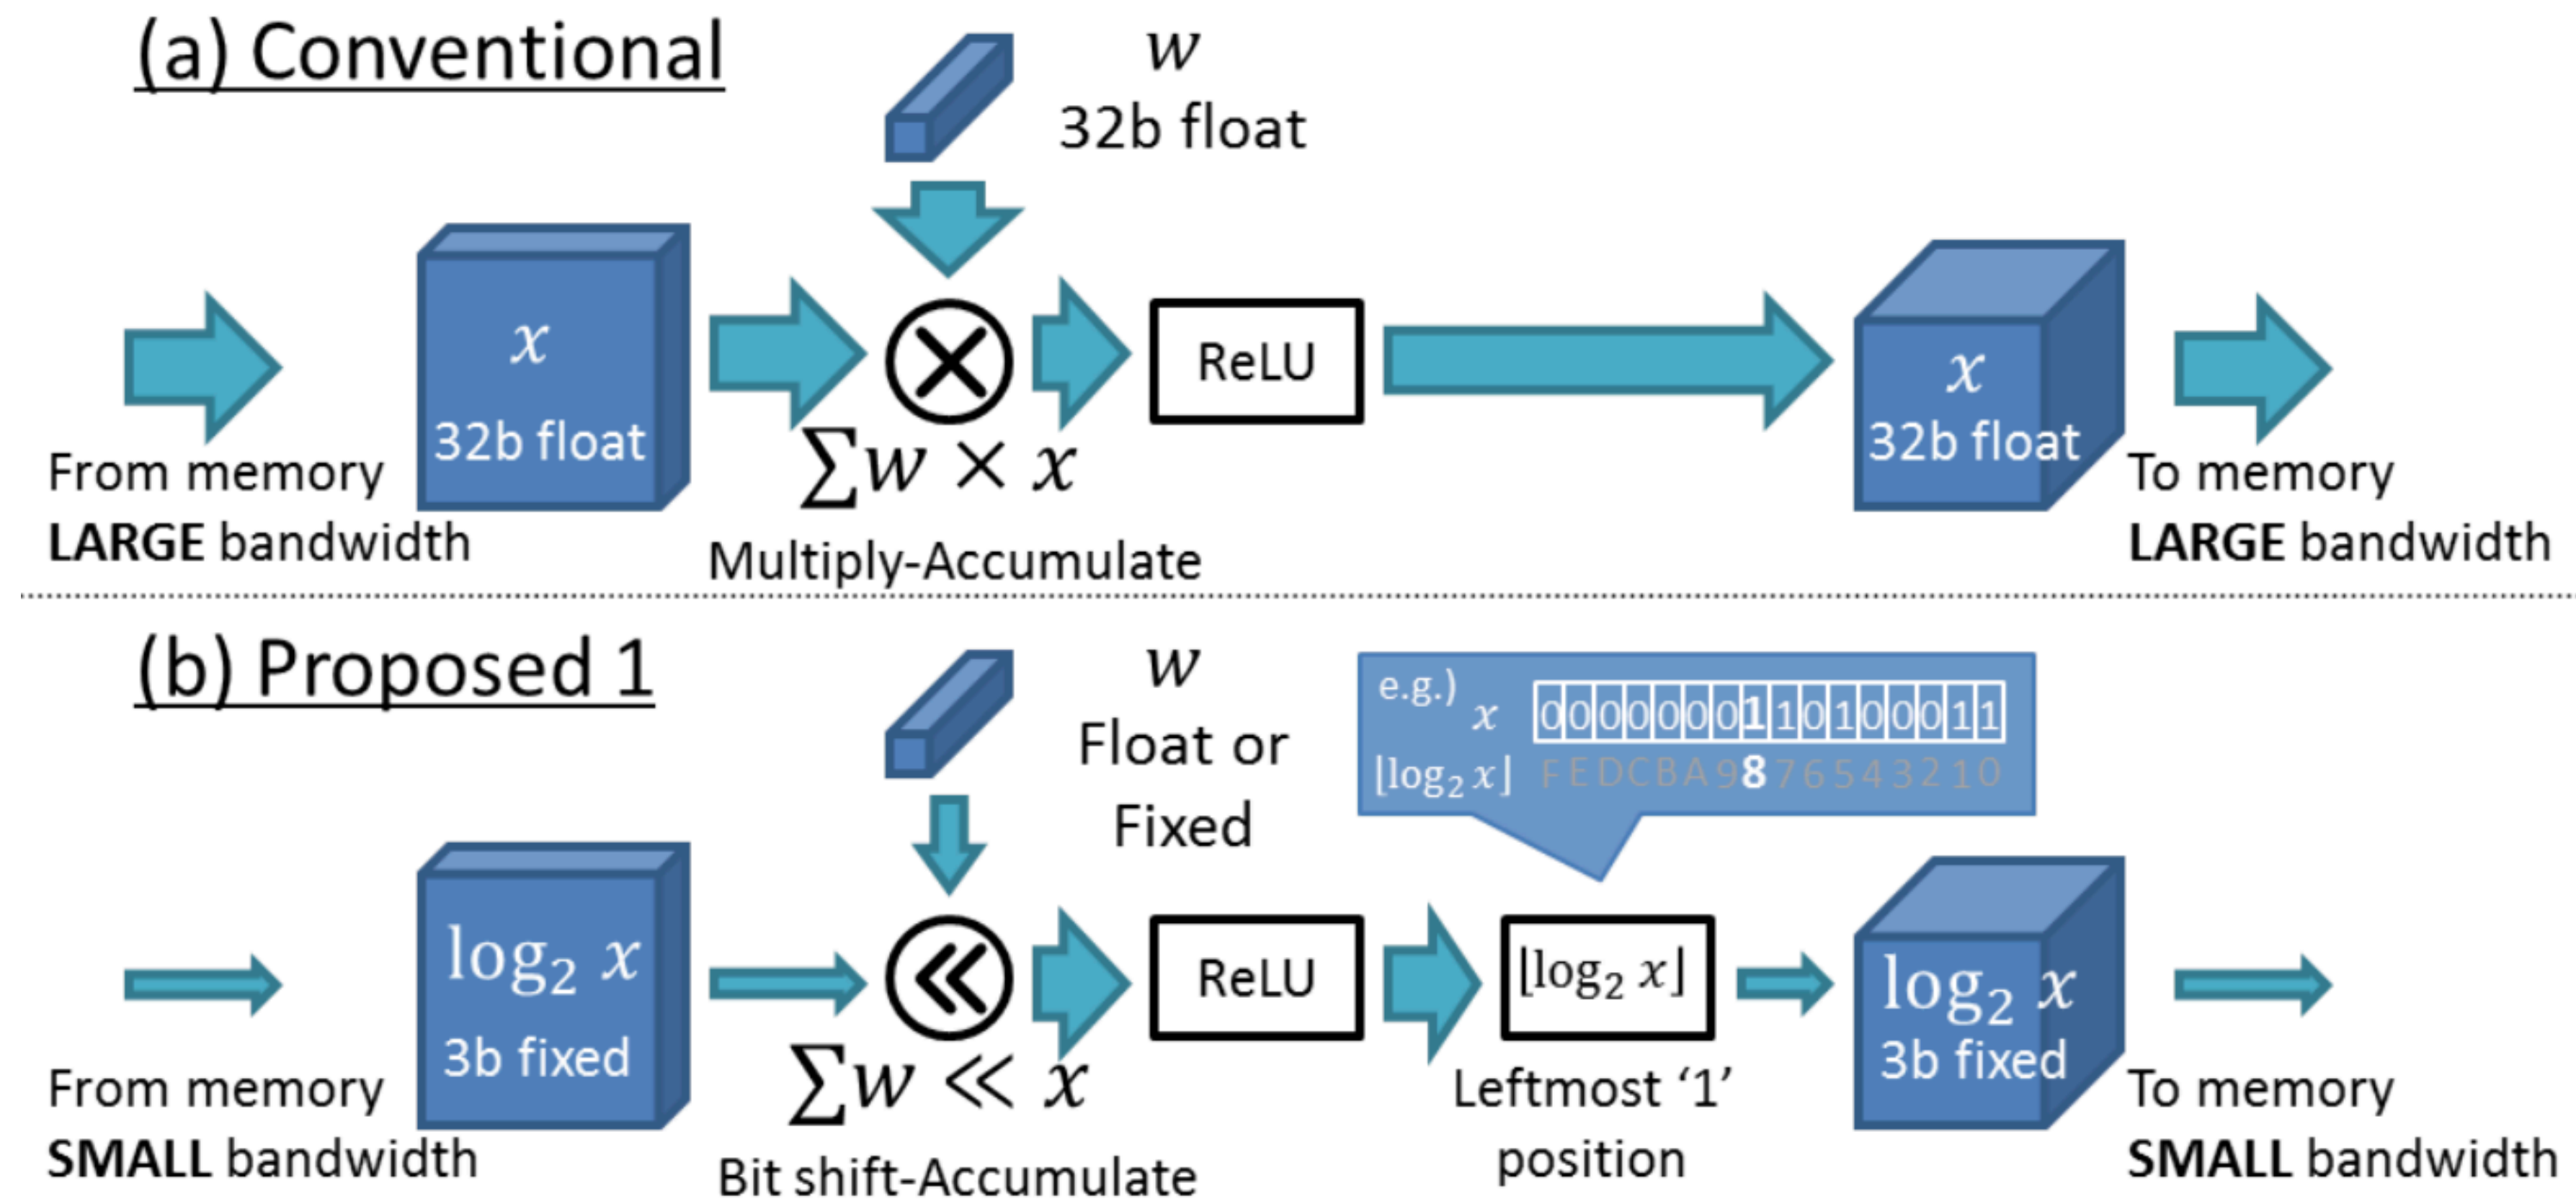 (a) Conventional
w
32b float
x
32b float
ReLU
x
32b float
From memory
LARGE bandwidth
∑w × x
Multiply-Accumulate
To memory
LARGE bandwidth
(b) Proposed 1
w
Float or
Fixed
e.g.)
x 0000000110100011
⌊log₂ x⌋ FEDCBA9876543210
log₂ x
3b fixed
ReLU
⌊log₂ x⌋
log₂ x
3b fixed
From memory
SMALL bandwidth
∑w ≪ x
Bit shift-Accumulate
Leftmost ‘1’
position
To memory
SMALL bandwidth